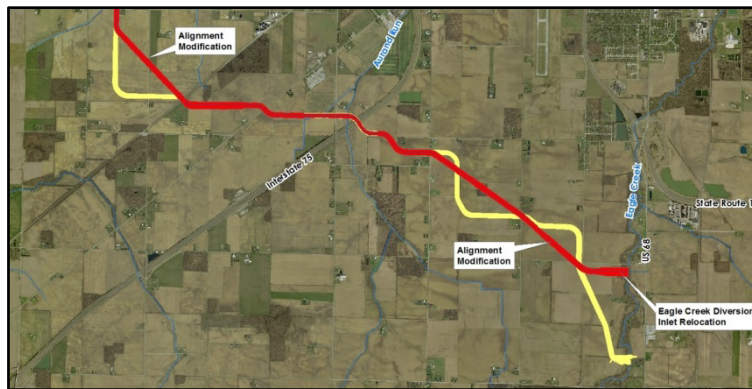 Alignment
Modification
Aurand Run
Interstate 75
Eagle Creek
State Route 1
US 68
Alignment
Modification
Eagle Creek Diversion
Inlet Relocation